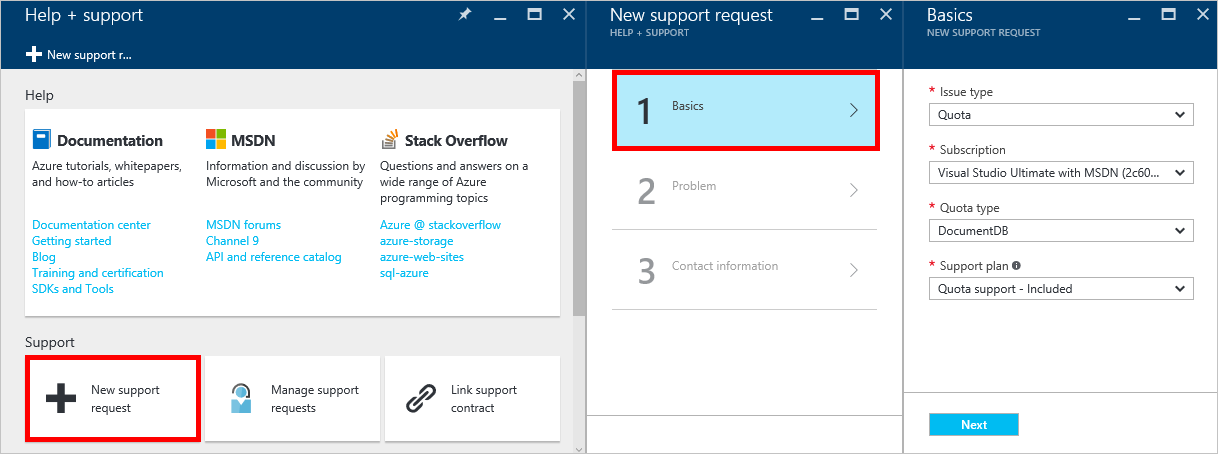 Help + support
New support r...
Help
Documentation
Azure tutorials, whitepapers,
and how-to articles
Documentation center
Getting started
Blog
Training and certification
SDKs and Tools
MSDN
Information and discussion by
Microsoft and the community
MSDN forums
Channel 9
API and reference catalog
Stack Overflow
Questions and answers on a
wide range of Azure
programming topics
Azure @ stackoverflow
azure-storage
azure-web-sites
sql-azure
Support
New support
request
Manage support
requests
Link support
contract
New support request
HELP + SUPPORT
1 Basics
2 Problem
3 Contact information
Basics
NEW SUPPORT REQUEST
* Issue type
Quota
* Subscription
Visual Studio Ultimate with MSDN (2c60...
* Quota type
DocumentDB
* Support plan
Quota support - Included
Next